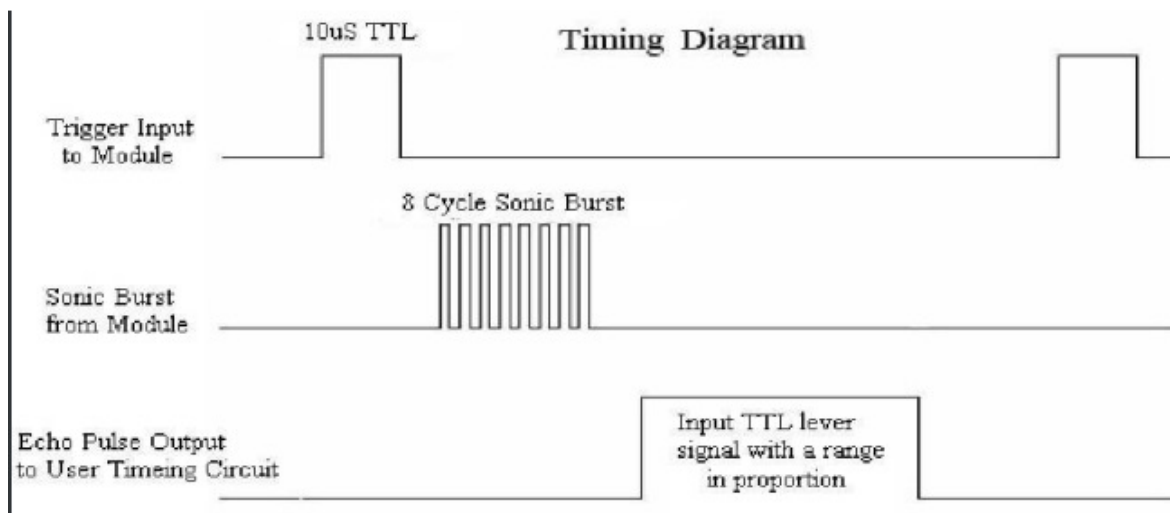 10uS TTL
Timing Diagram
Trigger Input
to Module
8 Cycle Sonic Burst
Sonic Burst
from Module
Echo Pulse Output
to User Timeing Circuit
Input TTL lever
signal with a range
in proportion